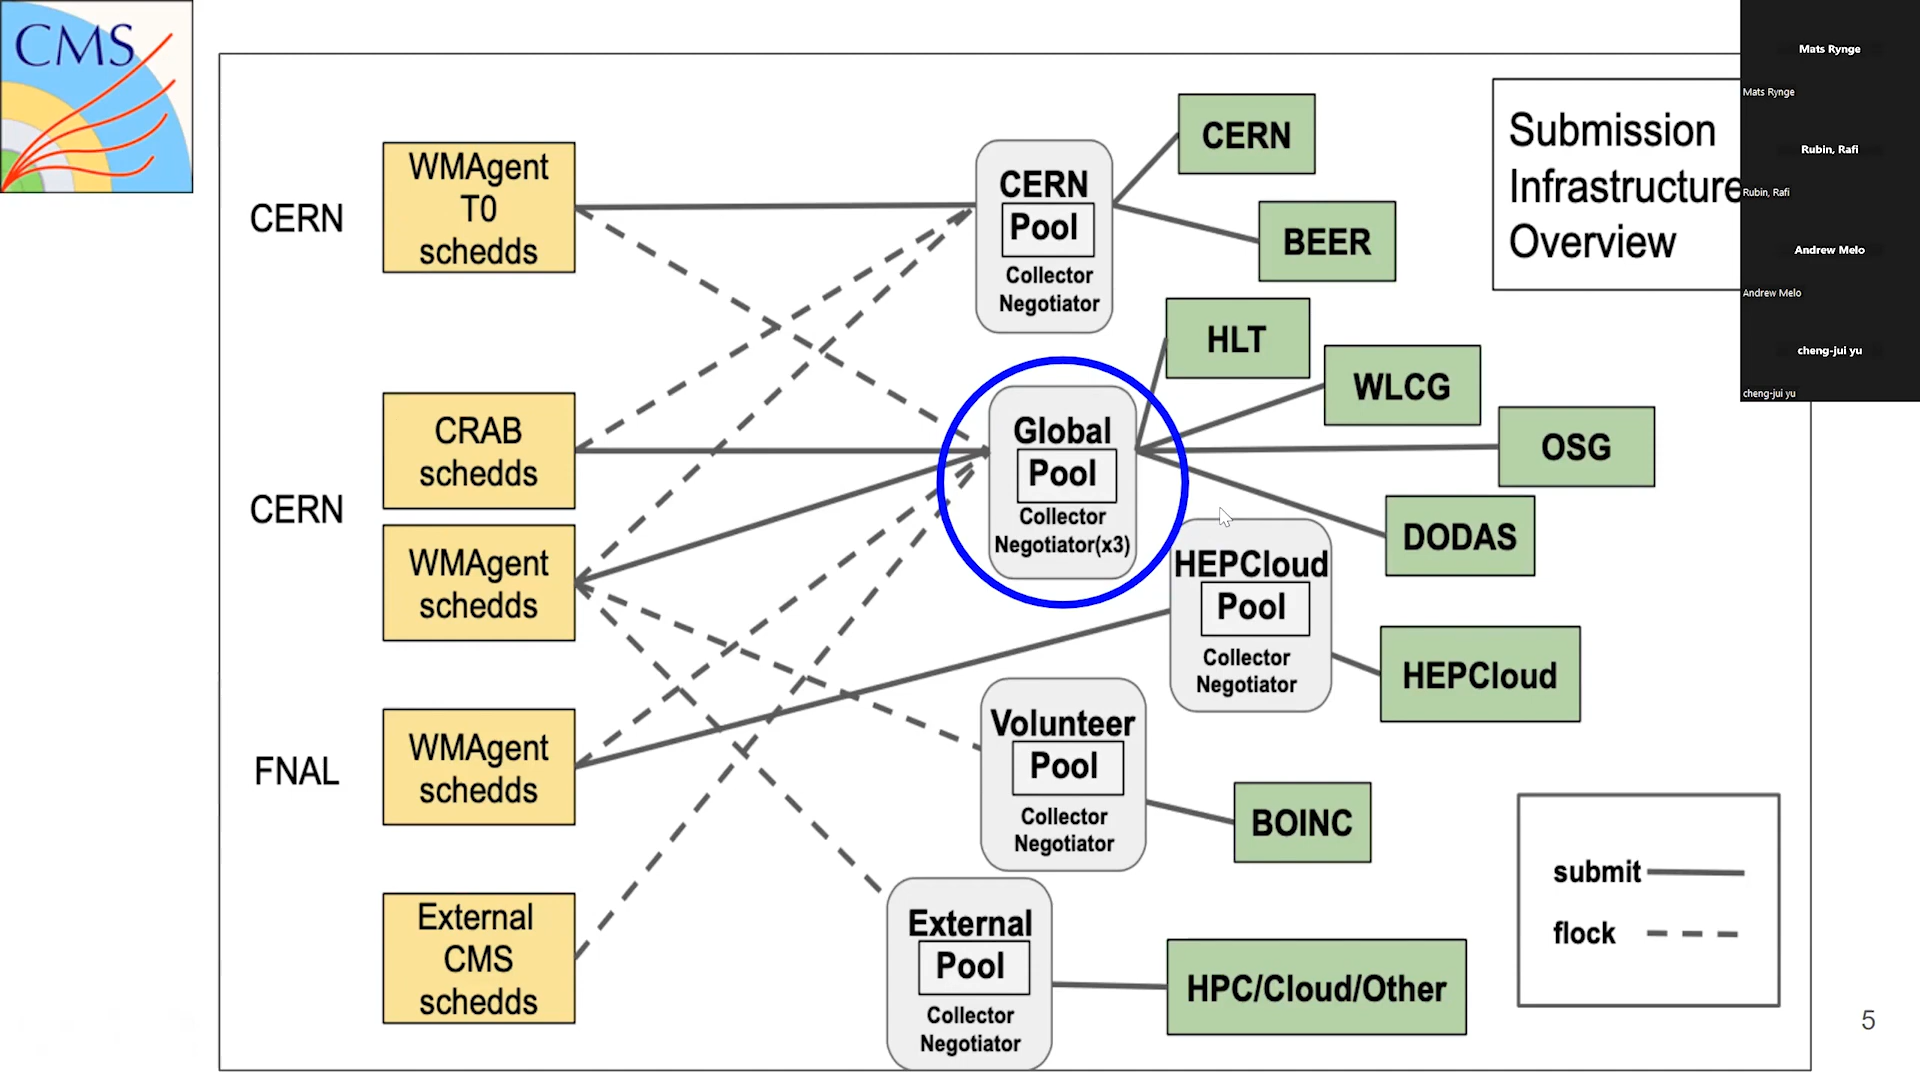 CMS
CERN
WMAgent
T0
schedds
CERN
Pool
Collector
Negotiator
CERN
BEER
Submission
Infrastructure
Overview
CERN
CRAB
schedds
WMAgent
schedds
Global
Pool
Collector
Negotiator(x3)
HLT
WLCG
OSG
DODAS
HEPCloud
Pool
Collector
Negotiator
HEPCloud
FNAL
WMAgent
schedds
Volunteer
Pool
Collector
Negotiator
BOINC
External
CMS
schedds
External
Pool
Collector
Negotiator
HPC/Cloud/Other
submit
flock
5
Mats Rynge
Mats Rynge
Rubin, Rafi
Rubin, Rafi
Andrew Melo
Andrew Melo
cheng-jui yu
cheng-jui yu